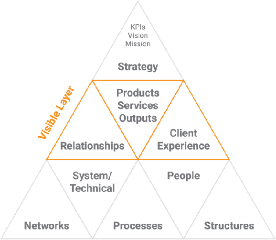 KPIs
Vision
Mission
Strategy
Visible Layer
Products
Services
Outputs
Relationships
Client
Experience
System/
Technical
People
Networks
Processes
Structures